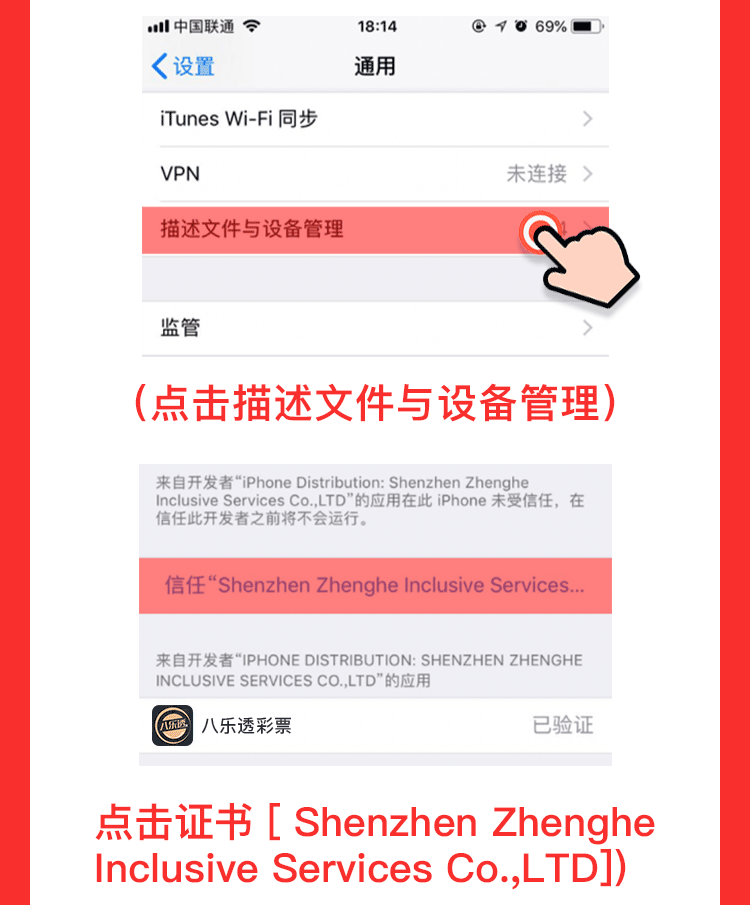 中国联通 18:14 69%
设置 通用
iTunes Wi-Fi 同步
VPN 未连接
描述文件与设备管理 4
监管
（点击描述文件与设备管理）
来自开发者“iPhone Distribution: Shenzhen Zhenghe
Inclusive Services Co.,LTD”的应用在此 iPhone 未受信任，在
信任此开发者之前将不会运行。
信任“Shenzhen Zhenghe Inclusive Services...
来自开发者“IPHONE DISTRIBUTION: SHENZHEN ZHENGHE
INCLUSIVE SERVICES CO.,LTD”的应用
八乐透 八乐透彩票 已验证
点击证书 [ Shenzhen Zhenghe
Inclusive Services Co.,LTD]）